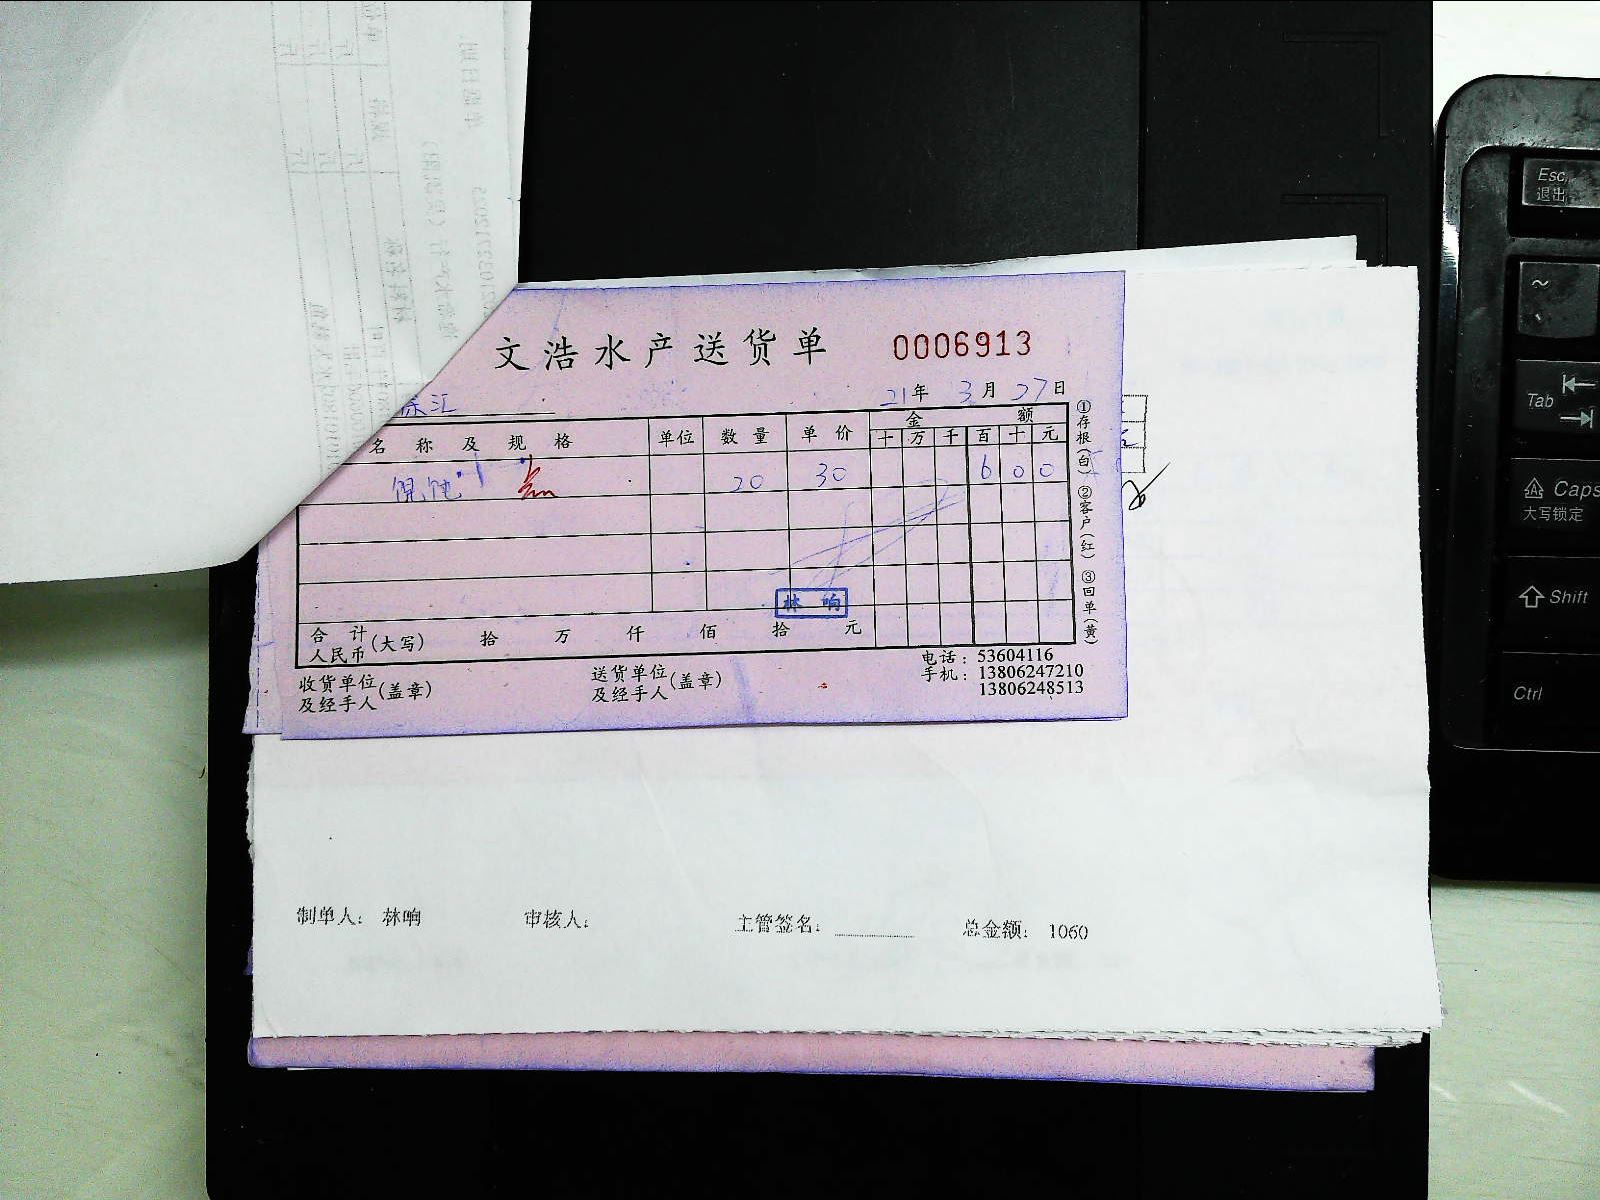 文浩水产送货单 0006913
21年 3月 27日
名称及规格 单位 数量 单价 金额
十 万 千 百 十 元
馄饨 20 30 6 0 0
林响
合计人民币(大写) 拾 万 仟 佰 拾 元
收货单位及经手人(盖章) 送货单位及经手人(盖章)
电话：53604116
手机：13806247210
13806248513
①存根(白) ②客户(红) ③回单(黄)
制单人： 林响 审核人： 主管签名： 总金额： 1060
Esc
退出
~
Tab
Caps
大写锁定
Shift
Ctrl